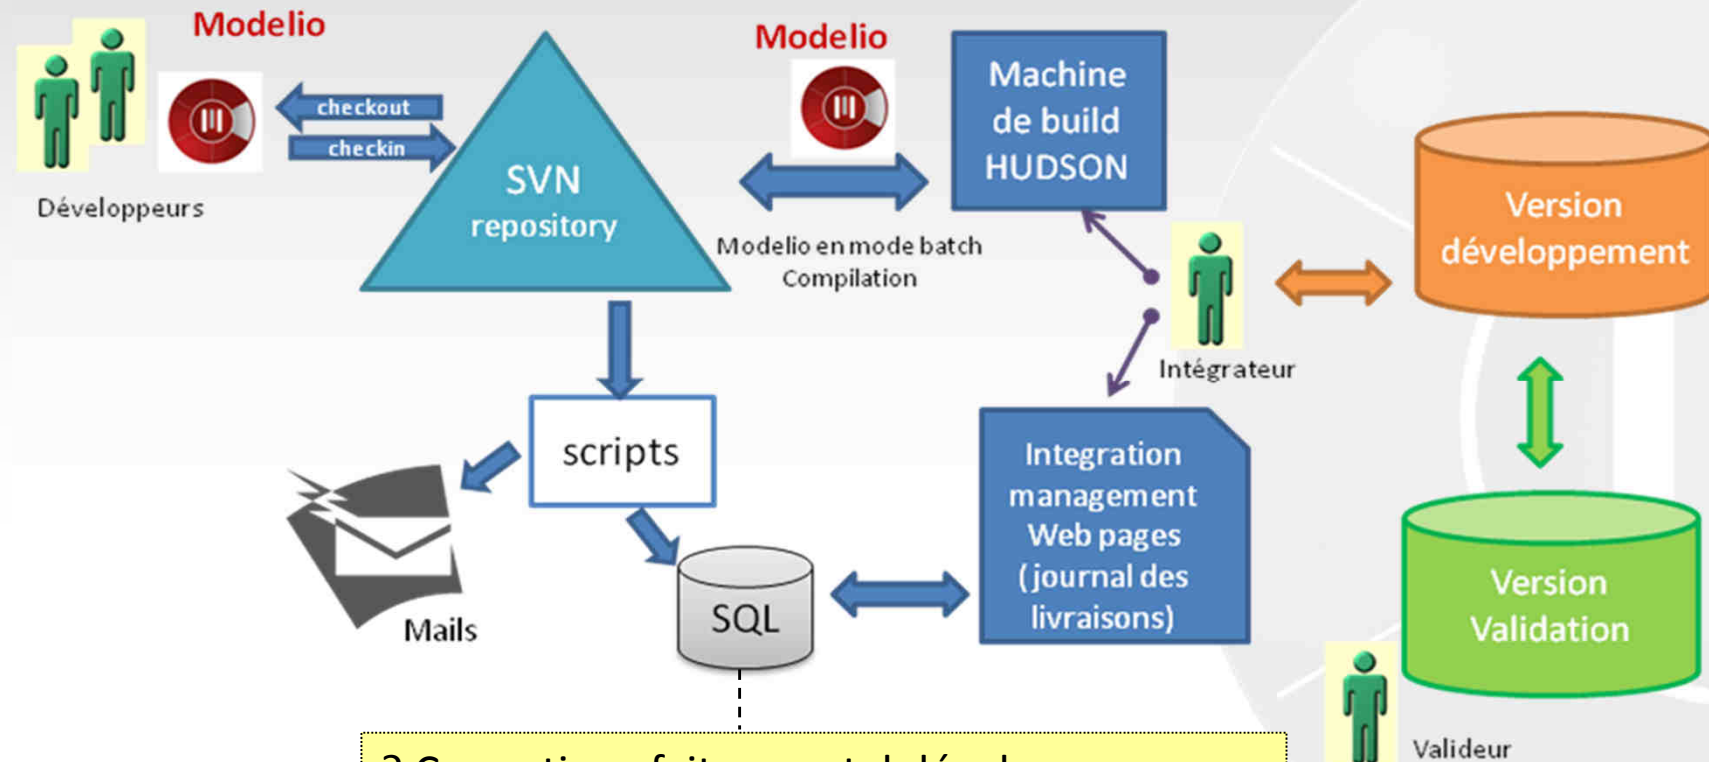 Modelio
Développeurs
checkout
checkin
SVN
repository
Modelio
Modelio en mode batch
Compilation
Machine
de build
HUDSON
Intégrateur
Version
développement
scripts
Mails
SQL
Integration
management
Web pages
(journal des
livraisons)
Version
Validation
Valideur